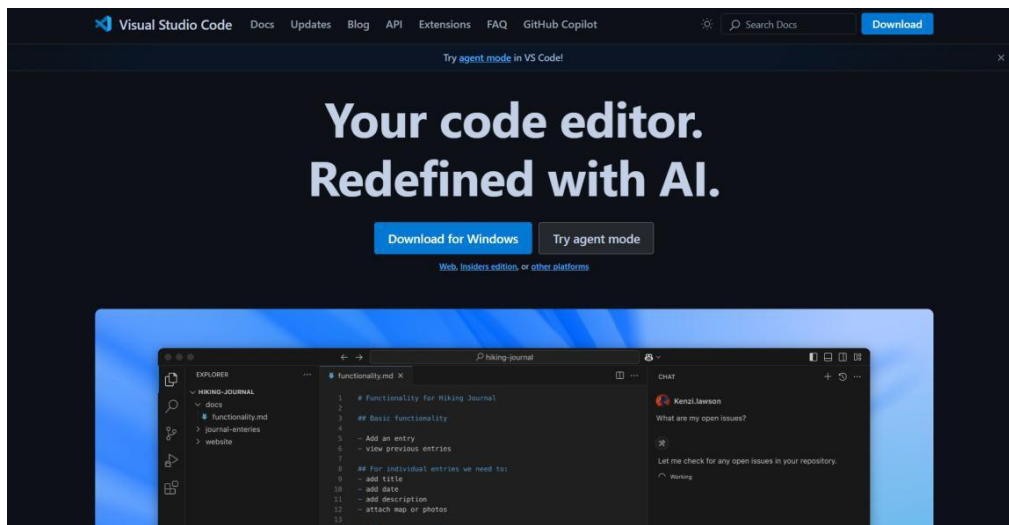 Visual Studio Code Docs Updates Blog API Extensions FAQ GitHub Copilot Search Docs Download
Try agent mode in VS Code!
Your code editor.
Redefined with AI.
Download for Windows Try agent mode
Web, Insiders edition, or other platforms
hiking-journal
EXPLORER
HIKING-JOURNAL
docs
functionality.md
journal-enteries
website
functionality.md
1 # Functionality for Hiking Journal
2
3 ## Basic functionality
4
5 - Add an entry
6 - view previous entries
7
8 ## For individual entries we need to:
9 - add title
10 - add date
11 - add description
12 - attach map or photos
13
CHAT
Kenzi.lawson
What are my open issues?
Let me check for any open issues in your repository.
Working